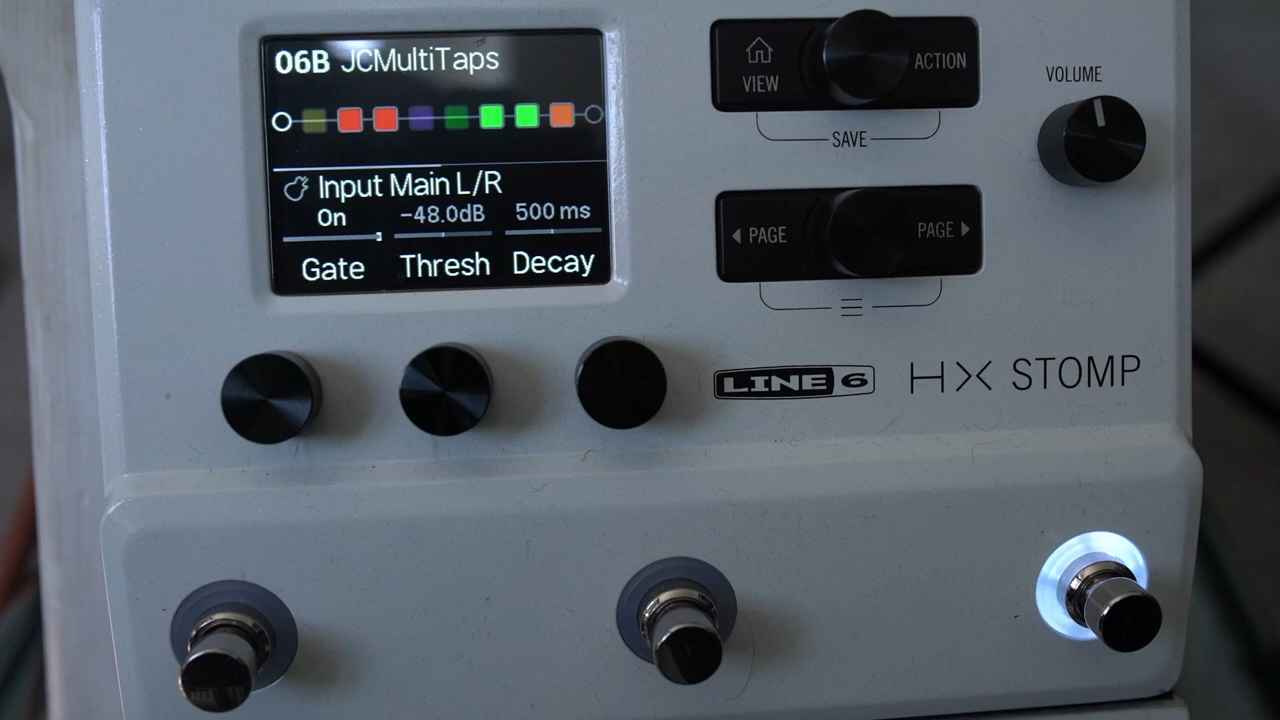 06B JCMultiTaps
Input Main L/R
On -48.0dB 500 ms
Gate Thresh Decay
VIEW ACTION
SAVE
VOLUME
PAGE PAGE
LINE 6 HX STOMP